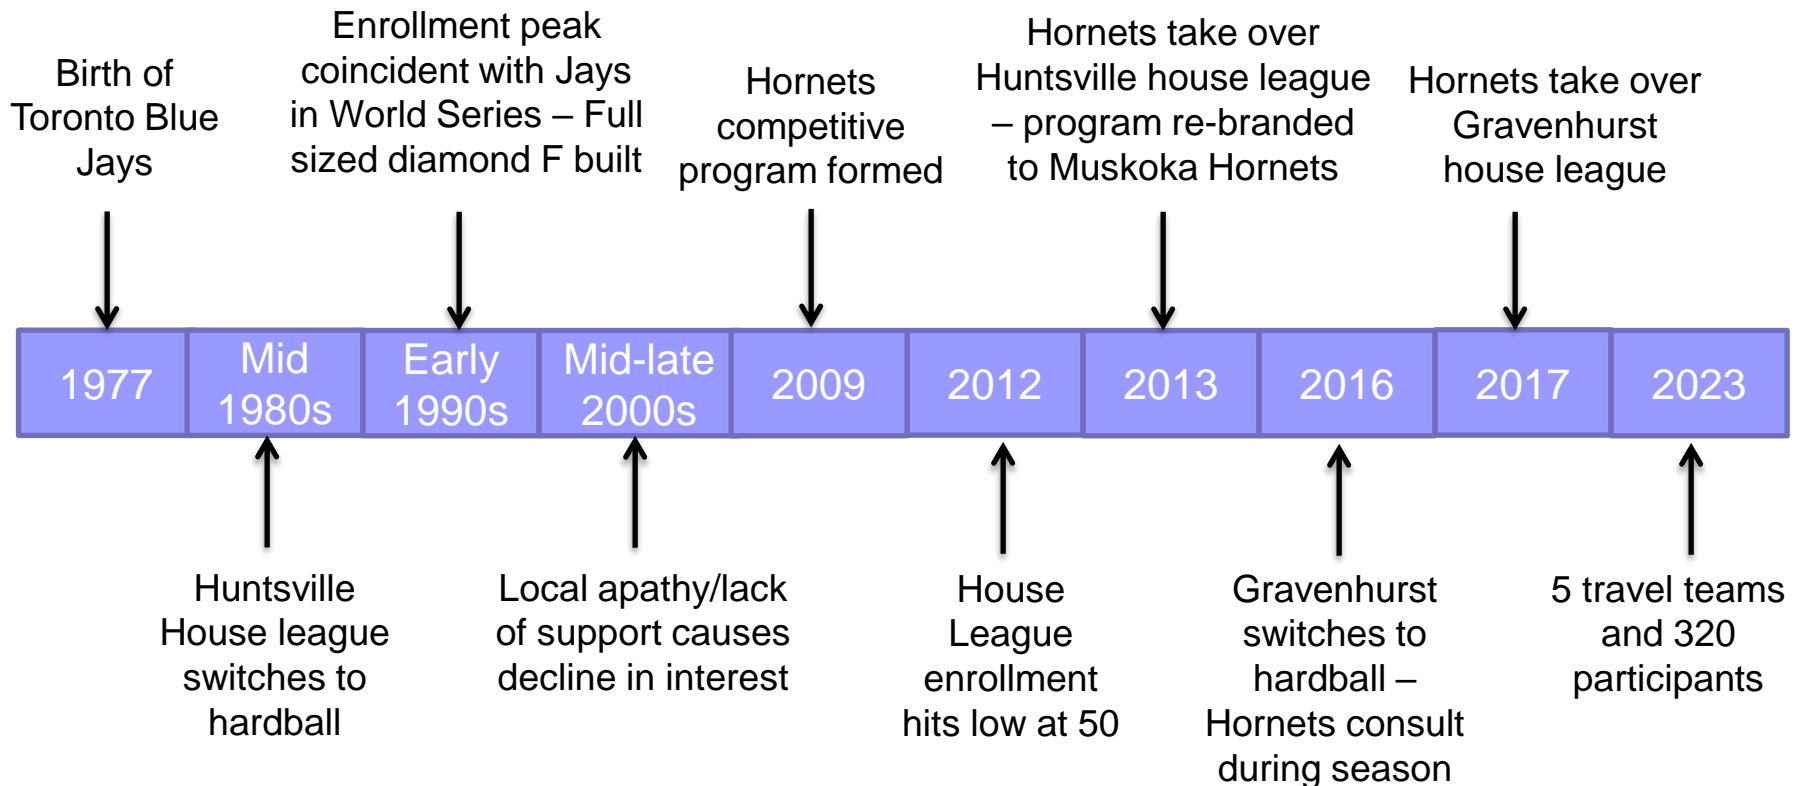 Birth of
Toronto Blue
Jays
Enrollment peak
coincident with Jays
in World Series – Full
sized diamond F built
Hornets
competitive
program formed
Hornets take over
Huntsville house league
– program re-branded
to Muskoka Hornets
Hornets take over
Gravenhurst
house league
1977
Mid
1980s
Early
1990s
Mid-late
2000s
2009
2012
2013
2016
2017
2023
Huntsville
House league
switches to
hardball
Local apathy/lack
of support causes
decline in interest
House
League
enrollment
hits low at 50
Gravenhurst
switches to
hardball –
Hornets consult
during season
5 travel teams
and 320
participants